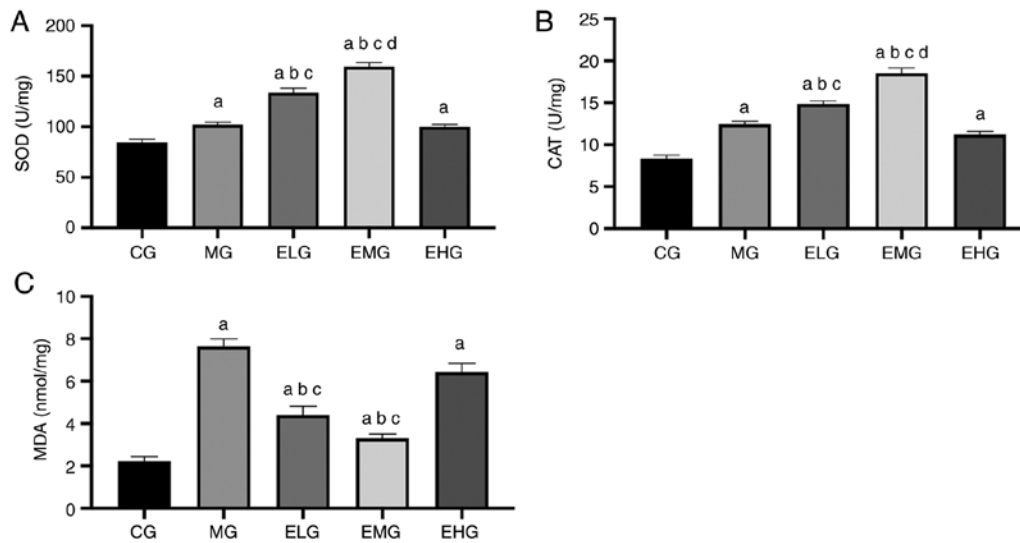 A
SOD (U/mg)
200
150
100
50
0
a
a b c
a b c d
a
CG MG ELG EMG EHG
B
CAT (U/mg)
25
20
15
10
5
0
a
a b c
a b c d
a
CG MG ELG EMG EHG
C
MDA (nmol/mg)
10
8
6
4
2
0
a
a b c
a b c
a
CG MG ELG EMG EHG